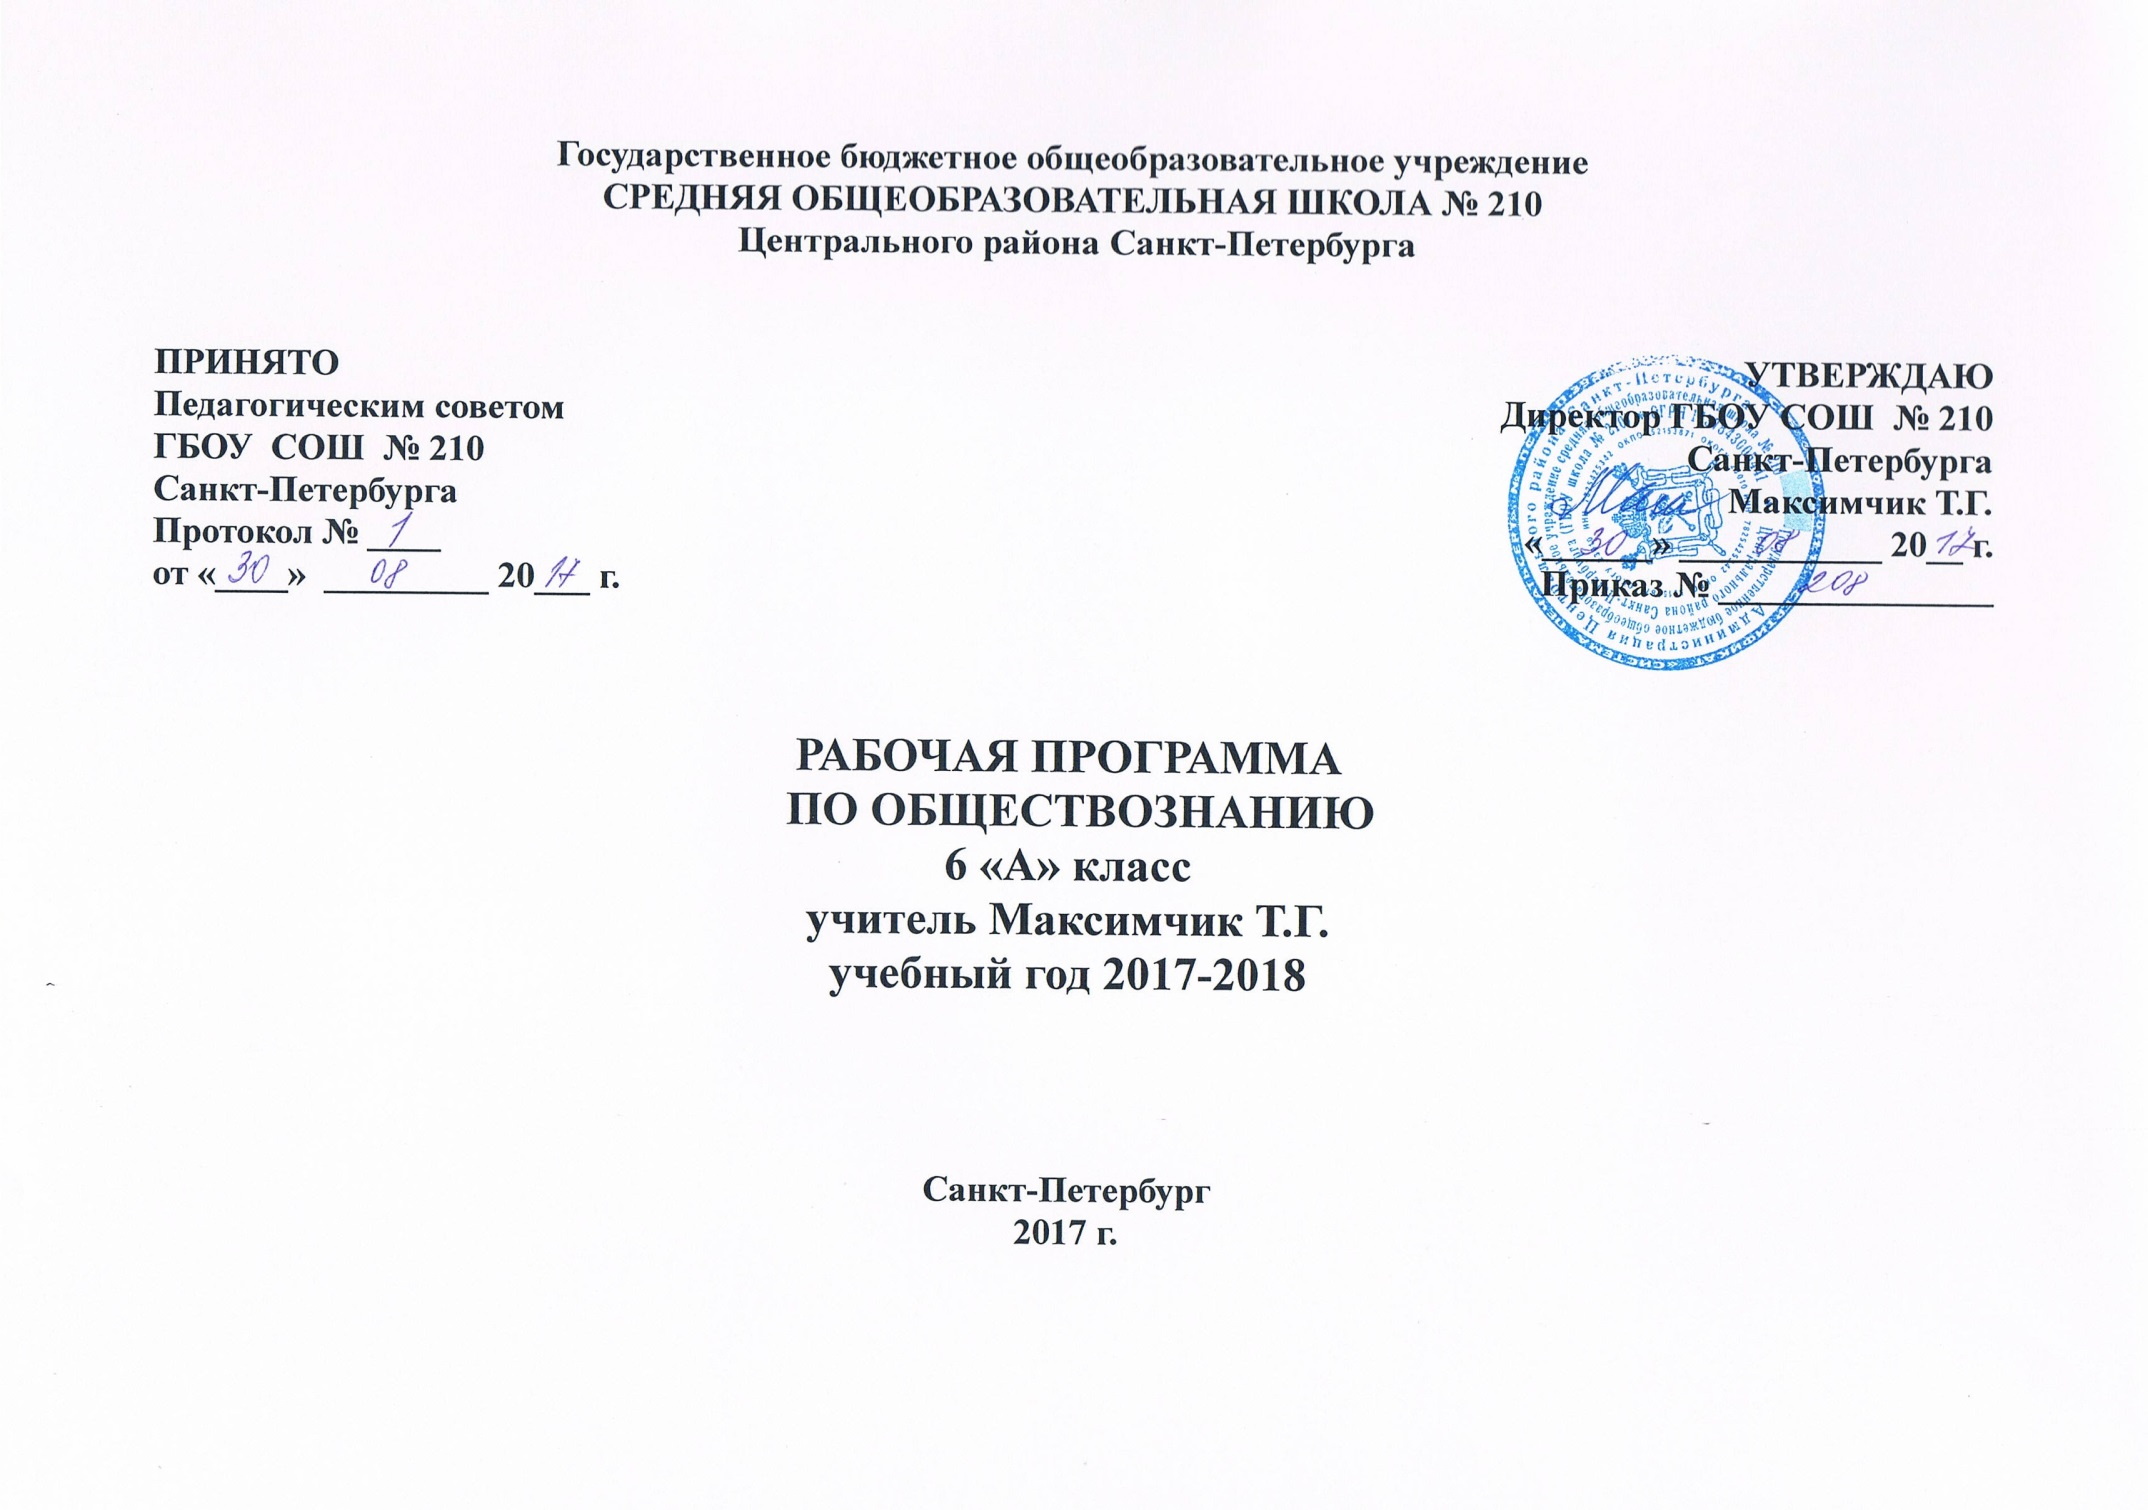 Государственное бюджетное общеобразовательное учреждение
СРЕДНЯЯ ОБЩЕОБРАЗОВАТЕЛЬНАЯ ШКОЛА № 210
Центрального района Санкт-Петербурга
ПРИНЯТО
Педагогическим советом
ГБОУ СОШ № 210
Санкт-Петербурга
Протокол № 1
от «30» 08 2017 г.
УТВЕРЖДАЮ
Директор ГБОУ СОШ № 210
Санкт-Петербурга
Максимчик Т.Г.
«30» 08 2017 г.
Приказ № 208
РАБОЧАЯ ПРОГРАММА
ПО ОБЩЕСТВОЗНАНИЮ
6 «А» класс
учитель Максимчик Т.Г.
учебный год 2017-2018
Санкт-Петербург
2017 г.